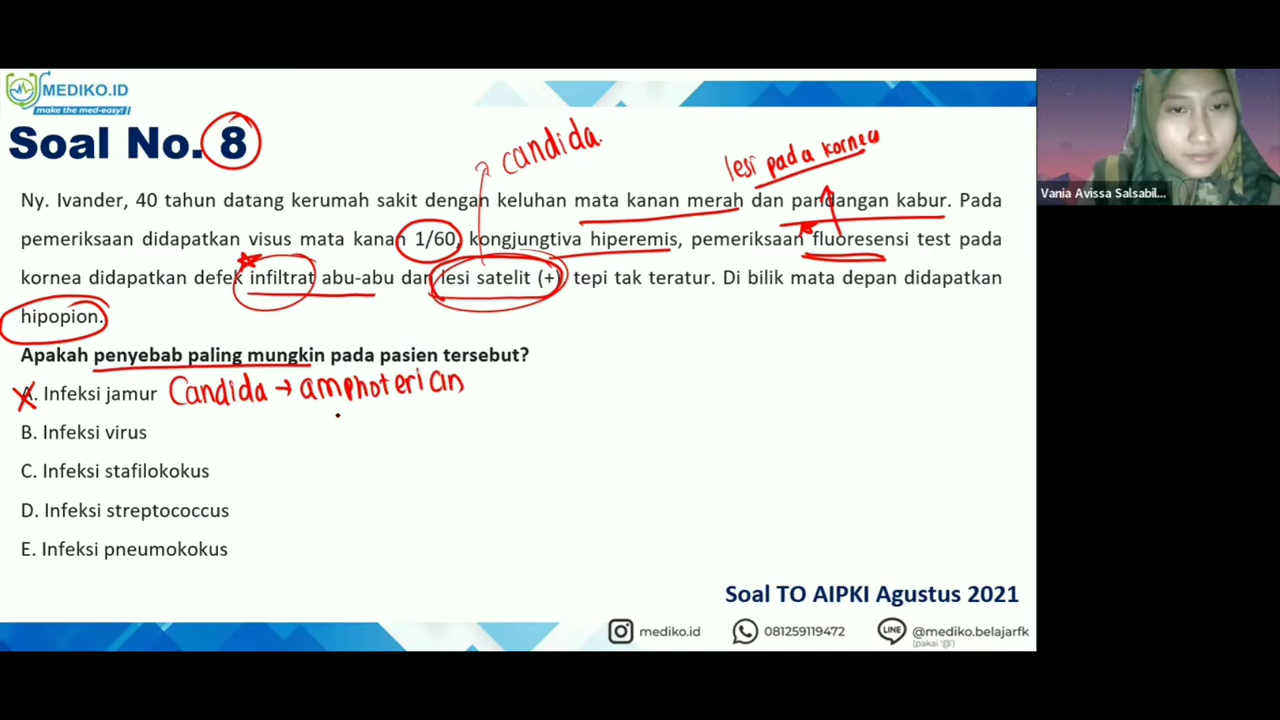 MEDIKO.ID
make the med-easy!
Soal No. 8
candida.
lesi pada kornea
Ny. Ivander, 40 tahun datang kerumah sakit dengan keluhan mata kanan merah dan pandangan kabur. Pada
pemeriksaan didapatkan visus mata kanan 1/60, kongjungtiva hiperemis, pemeriksaan fluoresensi test pada
kornea didapatkan defek infiltrat abu-abu dan lesi satelit (+), tepi tak teratur. Di bilik mata depan didapatkan
hipopion.
Apakah penyebab paling mungkin pada pasien tersebut?
A. Infeksi jamur Candida → amphoterian
B. Infeksi virus
C. Infeksi stafilokokus
D. Infeksi streptococcus
E. Infeksi pneumokokus
Soal TO AIPKI Agustus 2021
mediko.id 081259119472 LINE @mediko.belajarfk
(pakai '@')
Vania Avissa Salsabil...